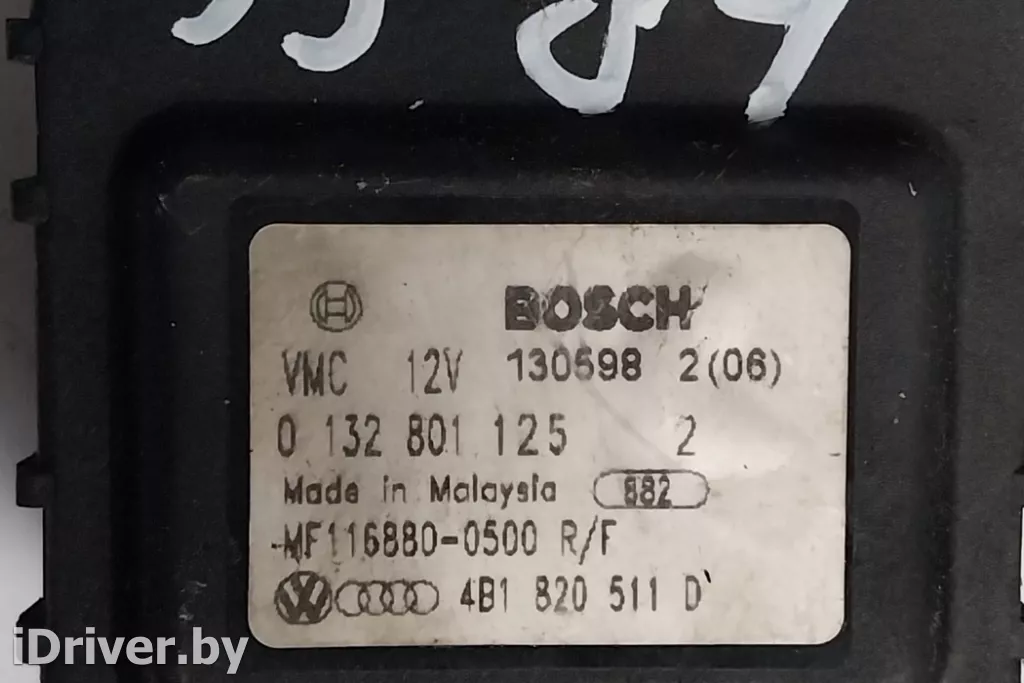 BOSCH
VMC 12V 130598 2(06)
0 132 801 125 2
Made in Malaysia 882
MF116880-0500 R/F
4B1 820 511 D
iDriver.by